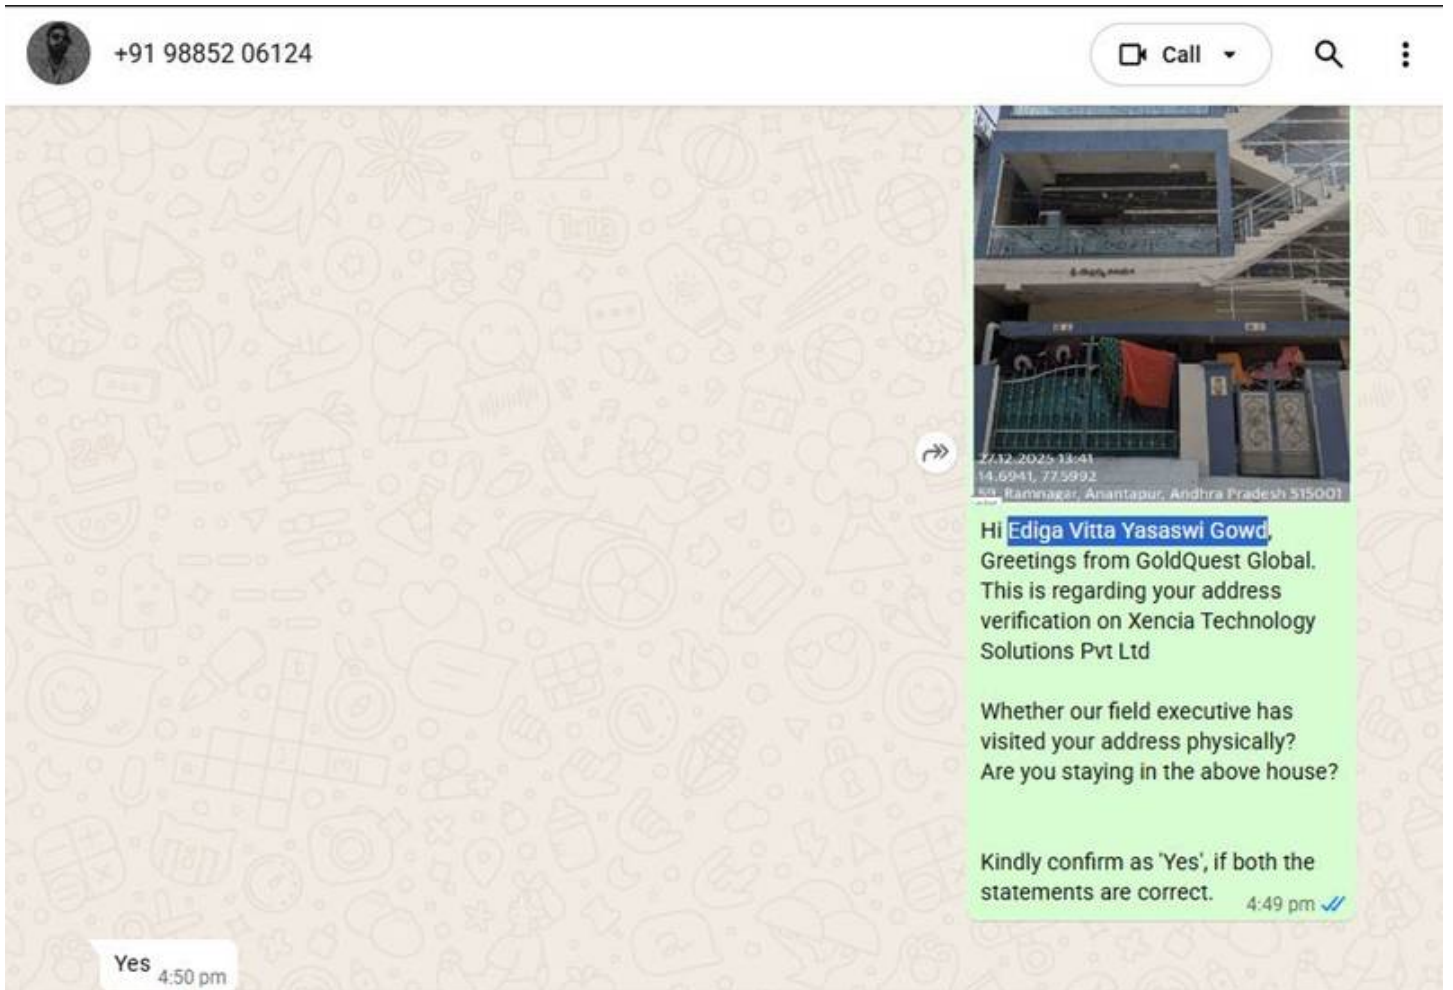 +91 98852 06124
Call
27.12.2025 13:41
14.6941, 77.5992
59, Ramnagar, Anantapur, Andhra Pradesh 515001
Hi Ediga Vitta Yasaswi Gowd,
Greetings from GoldQuest Global.
This is regarding your address
verification on Xencia Technology
Solutions Pvt Ltd
Whether our field executive has
visited your address physically?
Are you staying in the above house?
Kindly confirm as 'Yes', if both the
statements are correct.
4:49 pm
Yes
4:50 pm